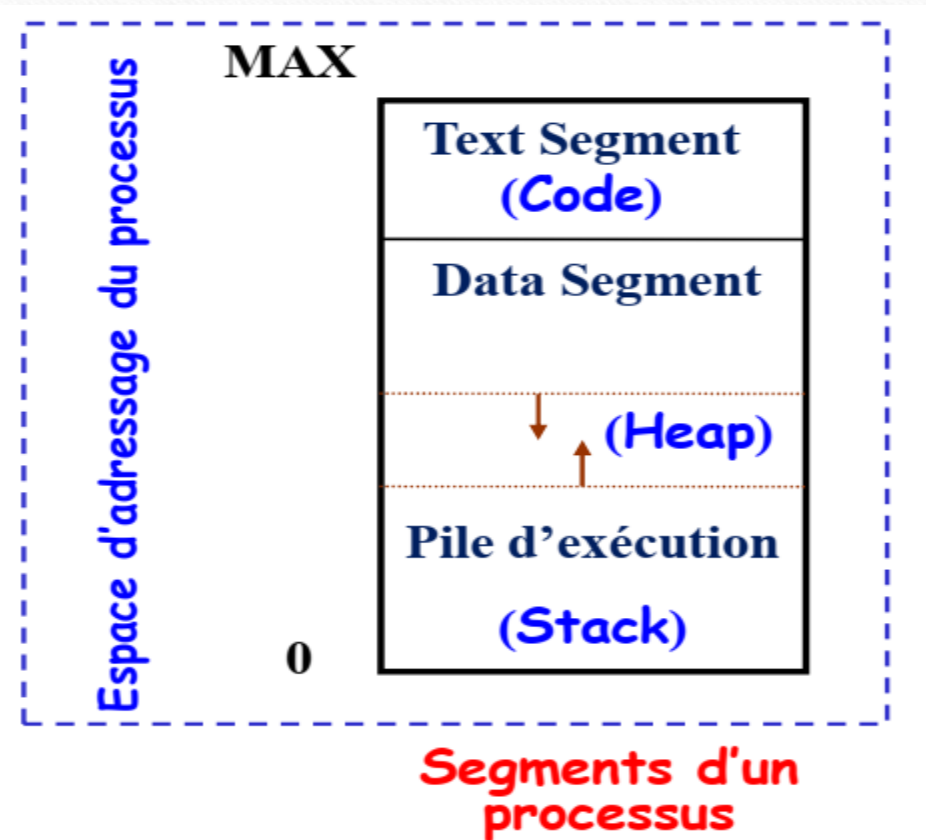 Espace d'adressage du processus
MAX
Text Segment
(Code)
Data Segment
(Heap)
Pile d'exécution
(Stack)
0
Segments d'un
processus